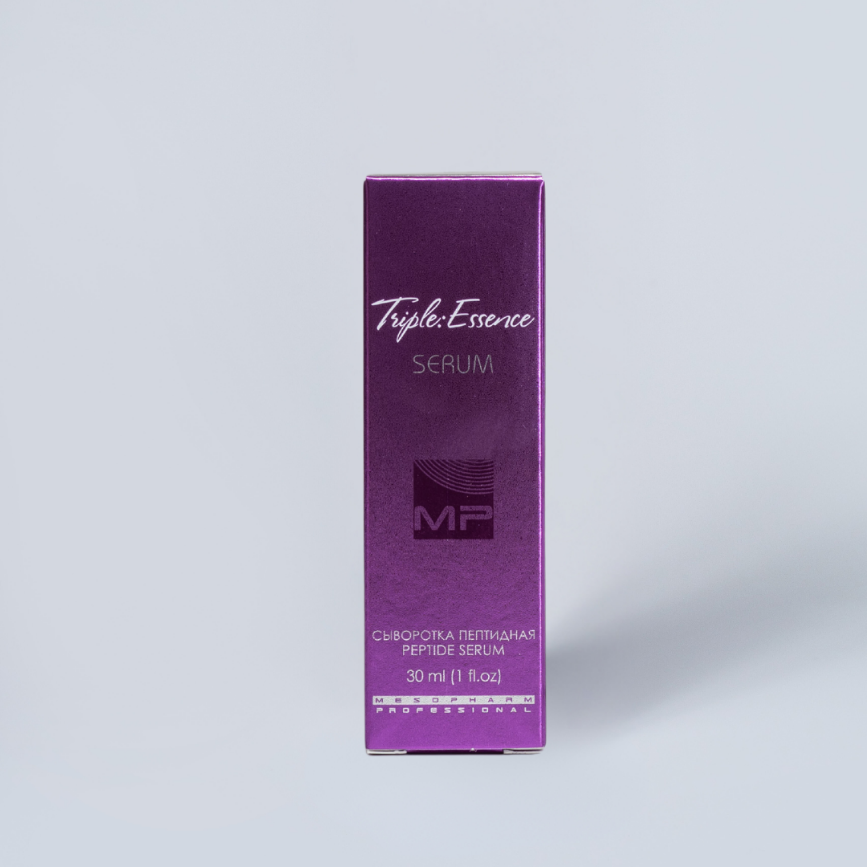 Triple:Essence
SERUM
MP
СЫВОРОТКА ПЕПТИДНАЯ
PEPTIDE SERUM
30 ml (1 fl.oz)
MESOPHARM
PROFESSIONAL